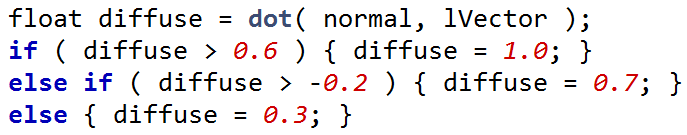 float diffuse = dot( normal, lVector );
if ( diffuse > 0.6 ) { diffuse = 1.0; }
else if ( diffuse > -0.2 ) { diffuse = 0.7; }
else { diffuse = 0.3; }